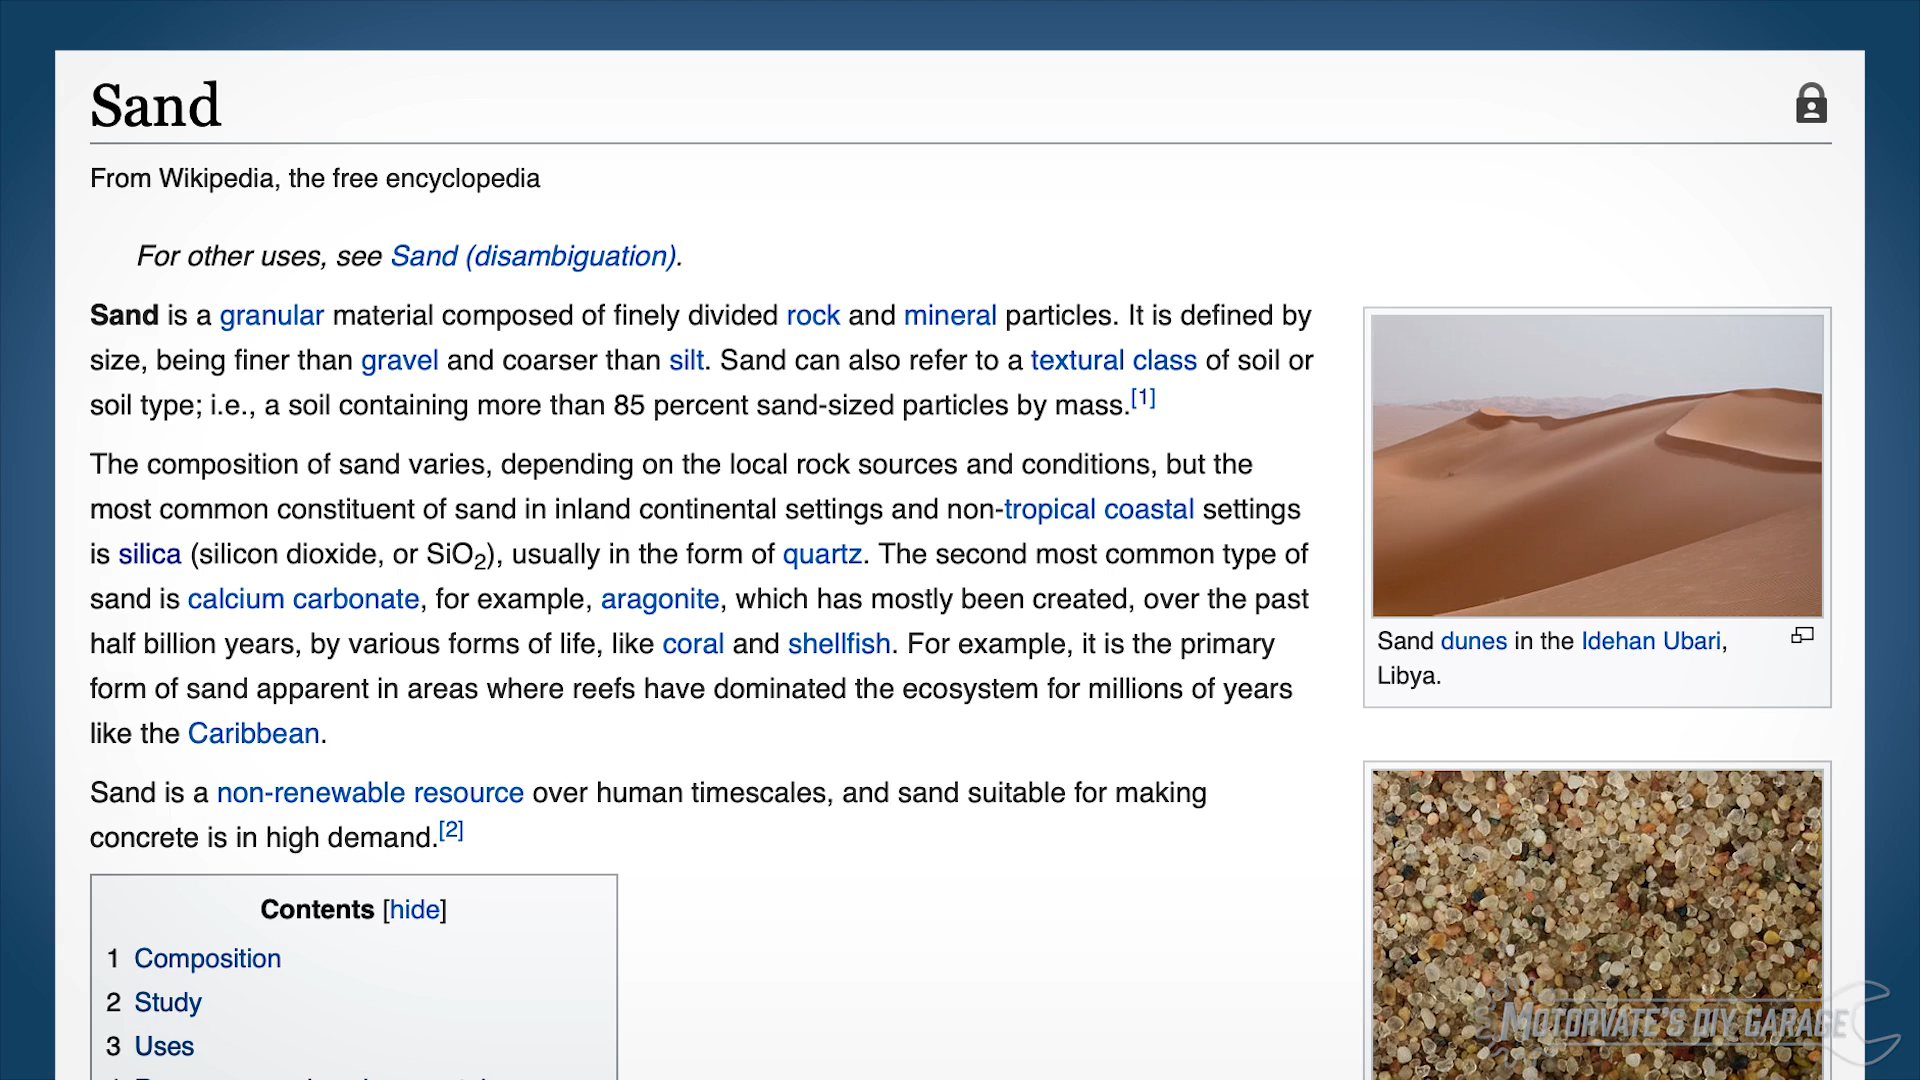 Sand
From Wikipedia, the free encyclopedia
For other uses, see Sand (disambiguation).
Sand is a granular material composed of finely divided rock and mineral particles. It is defined by
size, being finer than gravel and coarser than silt. Sand can also refer to a textural class of soil or
soil type; i.e., a soil containing more than 85 percent sand-sized particles by mass.[1]
The composition of sand varies, depending on the local rock sources and conditions, but the
most common constituent of sand in inland continental settings and non-tropical coastal settings
is silica (silicon dioxide, or SiO₂), usually in the form of quartz. The second most common type of
sand is calcium carbonate, for example, aragonite, which has mostly been created, over the past
half billion years, by various forms of life, like coral and shellfish. For example, it is the primary
form of sand apparent in areas where reefs have dominated the ecosystem for millions of years
like the Caribbean.
Sand is a non-renewable resource over human timescales, and sand suitable for making
concrete is in high demand.[2]
Contents [hide]
1 Composition
2 Study
3 Uses
Sand dunes in the Idehan Ubari,
Libya.
MOTORVATE'S DIY GARAGE